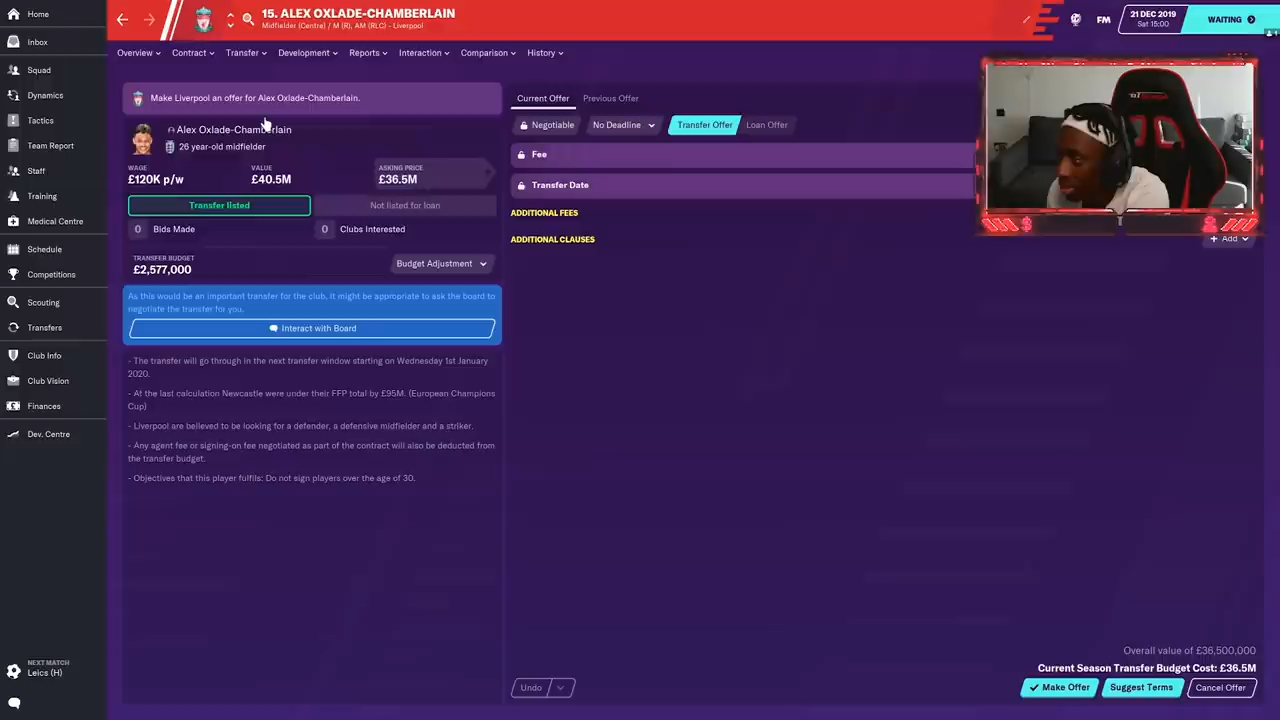 15. ALEX OXLADE-CHAMBERLAIN
Midfielder (Centre) / M (R), AM (RLC) - Liverpool
FM
21 DEC 2019
Sat 15:00
WAITING
1
Home
Inbox
Squad
Dynamics
Tactics
Team Report
Staff
Training
Medical Centre
Schedule
Competitions
Scouting
Transfers
Club Info
Club Vision
Finances
Dev. Centre
NEXT MATCH
Leics (H)
Overview
Contract
Transfer
Development
Reports
Interaction
Comparison
History
Make Liverpool an offer for Alex Oxlade-Chamberlain.
Alex Oxlade-Chamberlain
26 year-old midfielder
WAGE
£120K p/w
VALUE
£40.5M
ASKING PRICE
£36.5M
Transfer listed
Not listed for loan
0 Bids Made
0 Clubs Interested
TRANSFER BUDGET
£2,577,000
Budget Adjustment
As this would be an important transfer for the club, it might be appropriate to ask the board to
negotiate the transfer for you.
Interact with Board
- The transfer will go through in the next transfer window starting on Wednesday 1st January
2020.
- At the last calculation Newcastle were under their FFP total by £95M. (European Champions
Cup)
- Liverpool are believed to be looking for a defender, a defensive midfielder and a striker.
- Any agent fee or signing-on fee negotiated as part of the contract will also be deducted from
the transfer budget.
- Objectives that this player fulfils: Do not sign players over the age of 30.
Current Offer
Previous Offer
Negotiable
No Deadline
Transfer Offer
Loan Offer
Fee
Transfer Date
ADDITIONAL FEES
ADDITIONAL CLAUSES
+ Add
Undo
Overall value of £36,500,000
Current Season Transfer Budget Cost: £36.5M
Make Offer
Suggest Terms
Cancel Offer